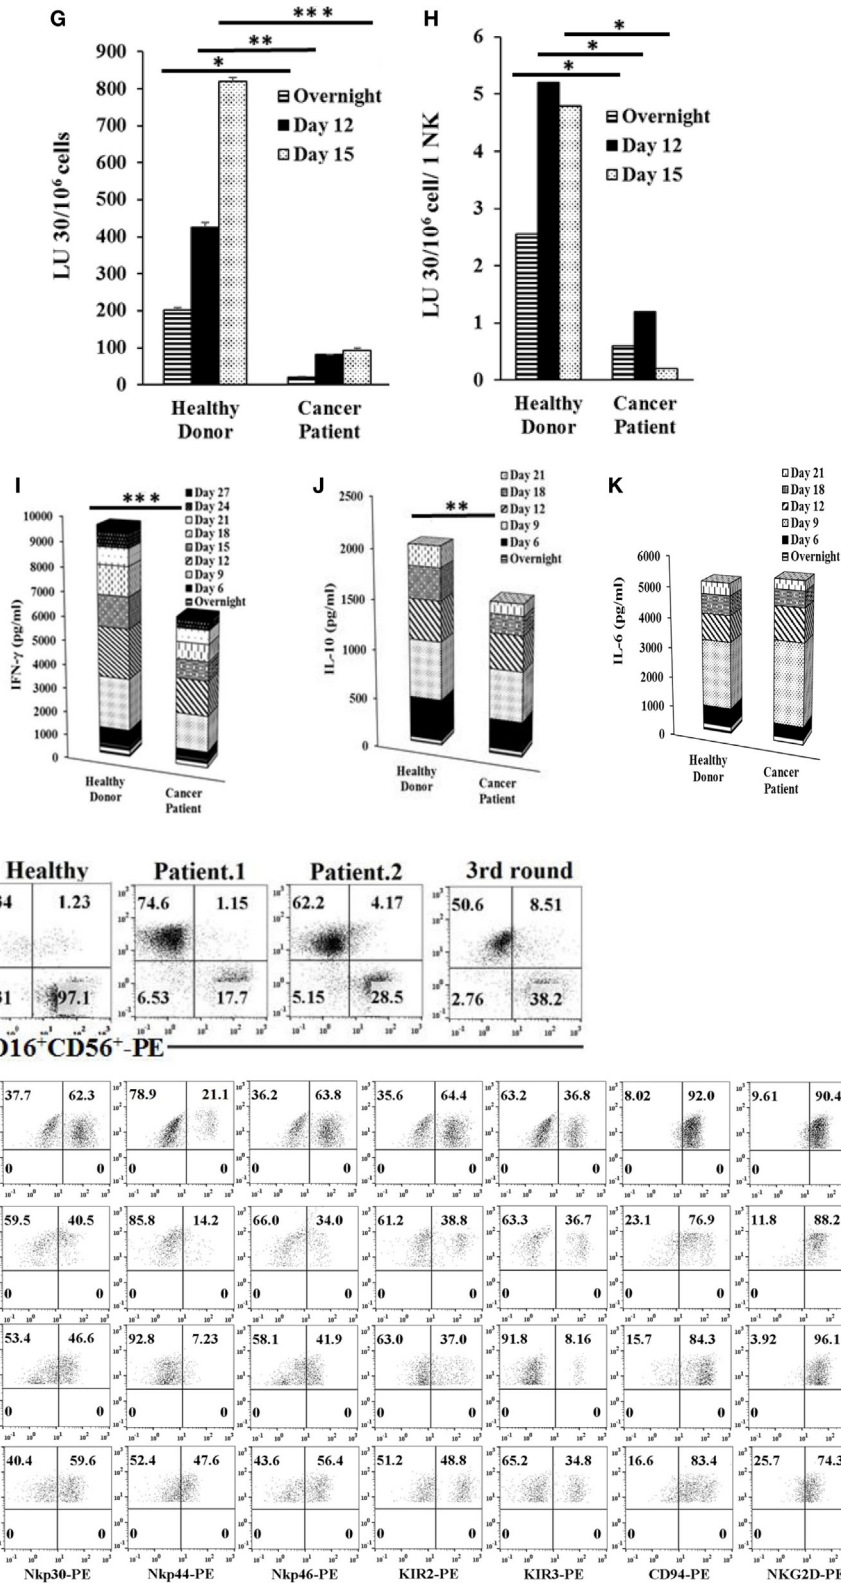 G
***
**
*
900
800
700
600
500
400
300
200
100
0
LU 30/10⁶ cells
Overnight
Day 12
Day 15
Healthy Donor
Cancer Patient
H
*
*
*
6
5
4
3
2
1
0
LU 30/10⁶ cell/ 1 NK
Overnight
Day 12
Day 15
Healthy Donor
Cancer Patient
I
***
Day 27
Day 24
Day 21
Day 18
Day 15
Day 12
Day 9
Day 6
Overnight
10000
9000
8000
7000
6000
5000
4000
3000
2000
1000
0
IFN-γ (pg/ml)
Healthy Donor
Cancer Patient
J
**
Day 21
Day 18
Day 12
Day 9
Day 6
Overnight
2500
2000
1500
1000
500
0
IL-10 (pg/ml)
Healthy Donor
Cancer Patient
K
Day 21
Day 18
Day 12
Day 9
Day 6
Overnight
6000
5000
4000
3000
2000
1000
0
IL-6 (pg/ml)
Healthy Donor
Cancer Patient
Healthy Patient.1 Patient.2 3rd round
34 1.23 74.6 1.15 62.2 4.17 50.6 8.51
31 97.1 6.53 17.7 5.15 28.5 2.76 38.2
D16⁺CD56⁺-PE
37.7 62.3 78.9 21.1 36.2 63.8 35.6 64.4 63.2 36.8 8.02 92.0 9.61 90.4
0 0 0 0 0 0 0 0 0 0 0 0 0 0
59.5 40.5 85.8 14.2 66.0 34.0 61.2 38.8 63.3 36.7 23.1 76.9 11.8 88.2
0 0 0 0 0 0 0 0 0 0 0 0 0 0
53.4 46.6 92.8 7.23 58.1 41.9 63.0 37.0 91.8 8.16 15.7 84.3 3.92 96.1
0 0 0 0 0 0 0 0 0 0 0 0 0 0
40.4 59.6 52.4 47.6 43.6 56.4 51.2 48.8 65.2 34.8 16.6 83.4 25.7 74.3
0 0 0 0 0 0 0 0 0 0 0 0 0 0
Nkp30-PE Nkp44-PE Nkp46-PE KIR2-PE KIR3-PE CD94-PE NKG2D-PE